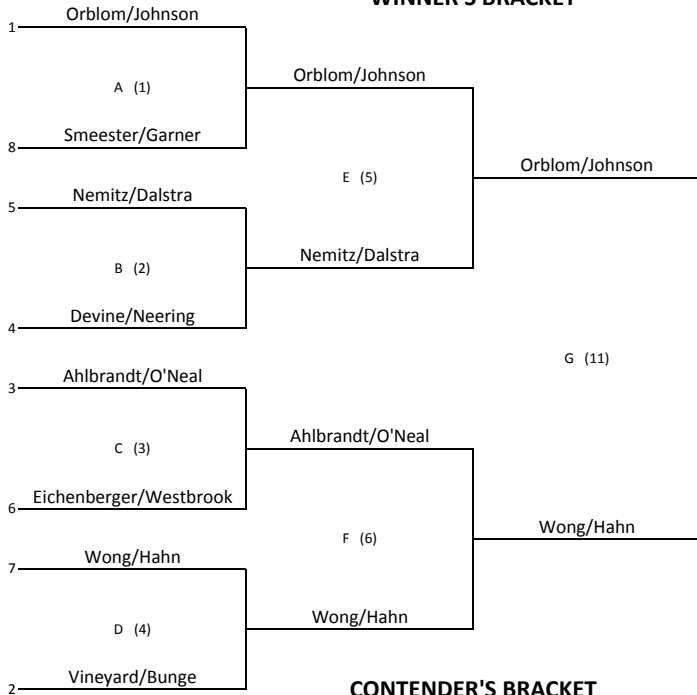 WINNER'S BRACKET
Orblom/Johnson
1
A (1)
Orblom/Johnson
Smeester/Garner
8
E (5)
Orblom/Johnson
Nemitz/Dalstra
5
B (2)
Nemitz/Dalstra
Devine/Neering
4
G (11)
Ahlbrandt/O'Neal
3
C (3)
Ahlbrandt/O'Neal
Eichenberger/Westbrook
6
F (6)
Wong/Hahn
Wong/Hahn
7
D (4)
Wong/Hahn
Vineyard/Bunge
2
CONTENDER'S BRACKET